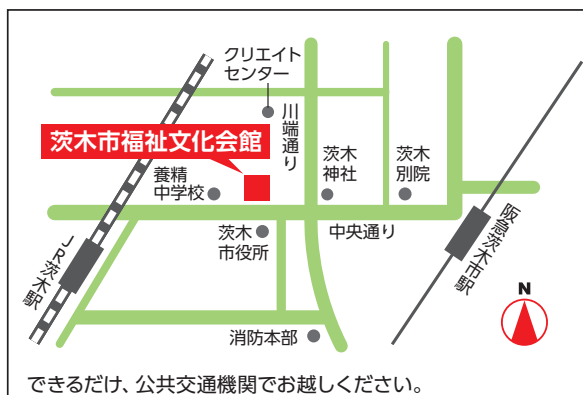 クリエイト
センター
川端通り
茨木市福祉文化会館
養精
中学校
茨木
神社
茨木
別院
茨木
市役所
中央通り
JR茨木駅
阪急茨木市駅
N
消防本部
できるだけ、公共交通機関でお越しください。